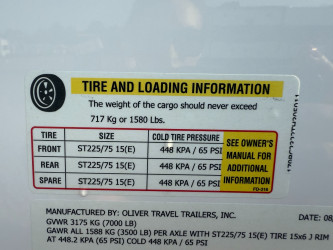 TIRE AND LOADING INFORMATION
The weight of the cargo should never exceed
717 Kg or 1580 Lbs.
TIRE SIZE COLD TIRE PRESSURE SEE OWNER'S MANUAL FOR ADDITIONAL INFORMATION
FRONT ST225/75 15(E) 448 KPA / 65 PSI
REAR ST225/75 15(E) 448 KPA / 65 PSI
SPARE ST225/75 15(E) 448 KPA / 65 PSI
MANUFACTURED BY: OLIVER TRAVEL TRAILERS, INC. DATE 08/
GVWR 3175 KG (7000 LB)
GAWR ALL 1588 KG (3500 LB) PER AXLE WITH ST225/75 15(E) TIRE 15x6 J RIM
AT 448.2 KPA (65 PSI) COLD 448 KPA / 65 PSI